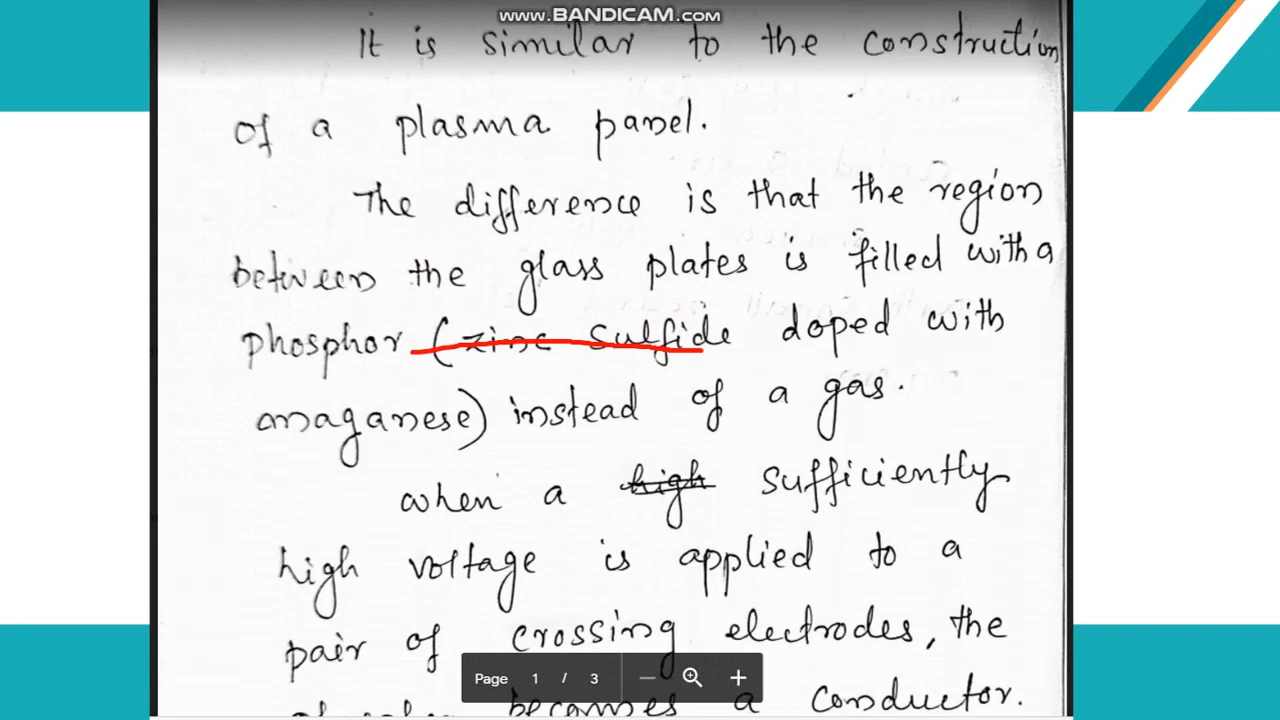 WWW.BANDICAM.COM
It is similar to the construction
of a plasma panel.
The difference is that the region
between the glass plates is filled with a
phosphor (zinc sulfide doped with
maganese) instead of a gas.
when a high sufficiently
high voltage is applied to a
pair of crossing electrodes, the
becomes a conductor.
Page 1 / 3